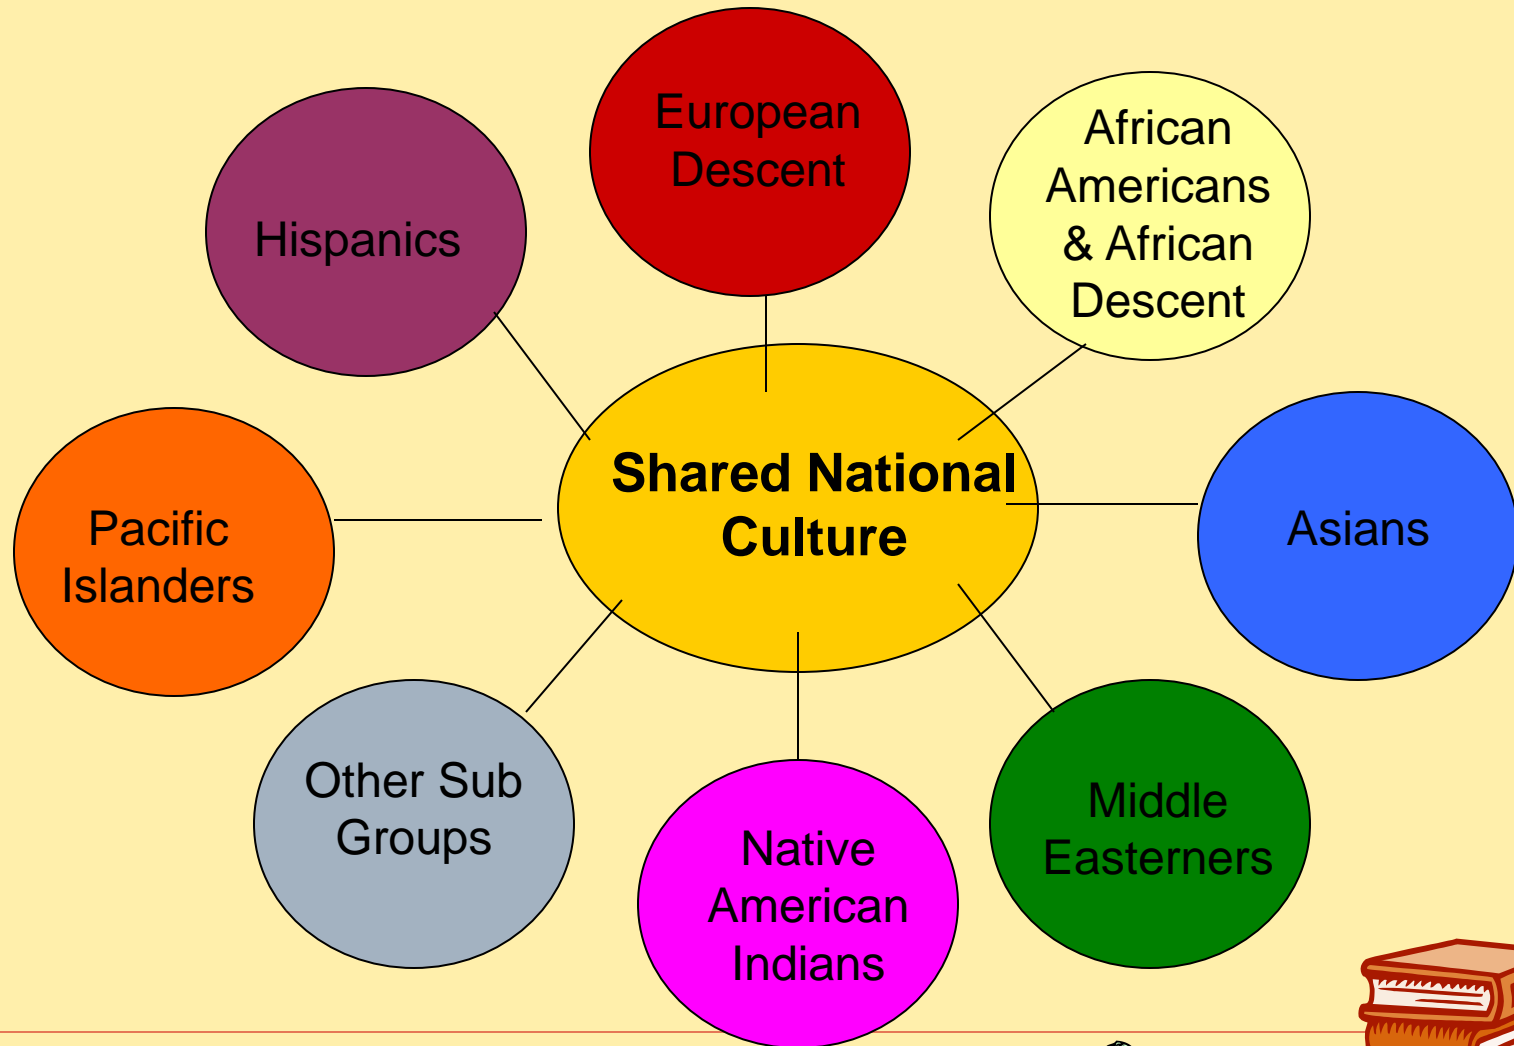 European
Descent
African
Americans
& African
Descent
Hispanics
Shared National
Culture
Pacific
Islanders
Asians
Other Sub
Groups
Native
American
Indians
Middle
Easterners